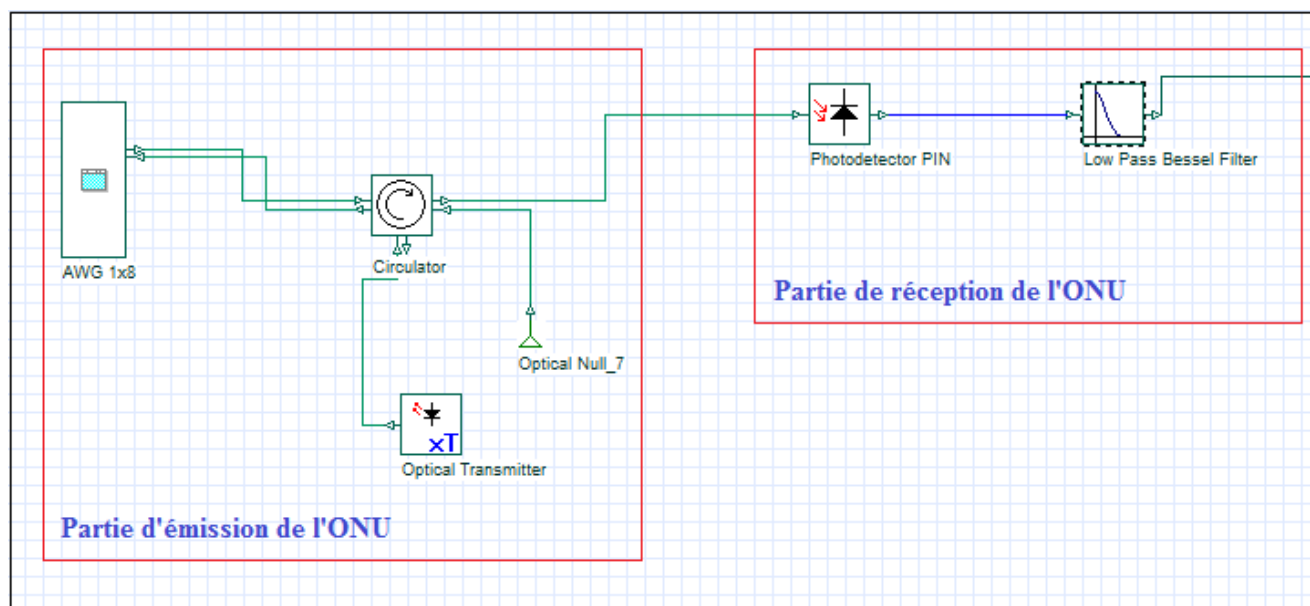 Photodetector PIN
Low Pass Bessel Filter
AWG 1x8
Circulator
Partie de réception de l'ONU
Optical Null_7
xT
Optical Transmitter
Partie d'émission de l'ONU